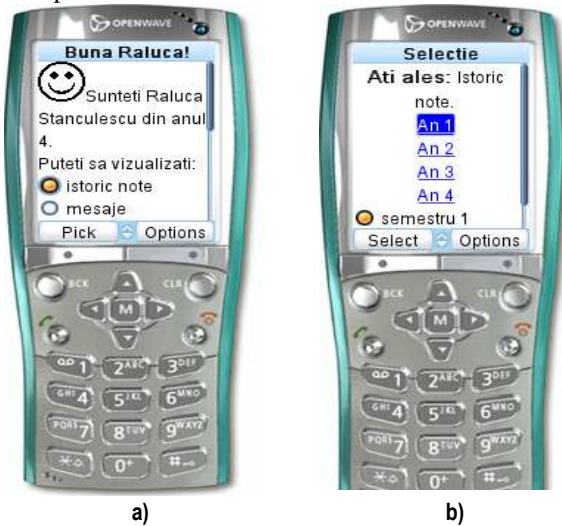 OPENWAVE
Buna Raluca!
Sunteti Raluca
Stanculescu din anul
4.
Puteti sa vizualizati:
istoric note
mesaje
Pick Options
BCK CLR
M
1 2ABC 3DEF
GHI 4 5JKL 6MNO
PQRS 7 8TUV 9WXYZ
* 0+ #
a)
OPENWAVE
Selectie
Ati ales: Istoric
note.
An 1
An 2
An 3
An 4
semestru 1
Select Options
BCK CLR
M
1 2ABC 3DEF
GHI 4 5JKL 6MNO
PQRS 7 8TUV 9WXYZ
* 0+ #
b)